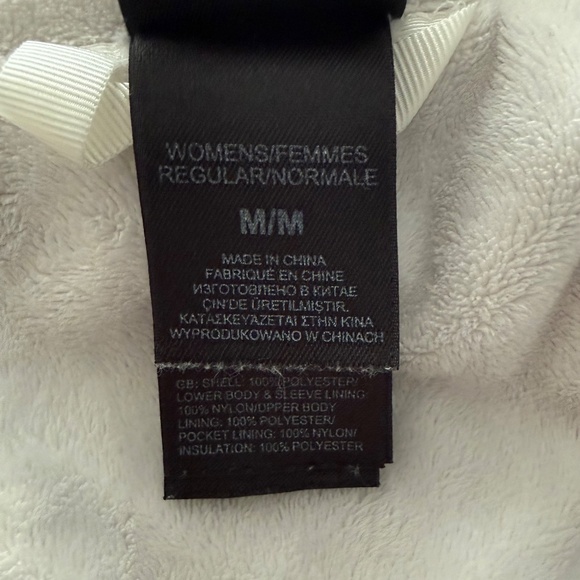 WOMENS/FEMMES
REGULAR/NORMALE
M/M
MADE IN CHINA
FABRIQUÉ EN CHINE
ИЗГОТОВЛЕНО В КИТАЕ
ÇIN'DE ÜRETILMISTIR.
ΚΑΤΑΣΚΕΥΑΖΕΤΑΙ ΣΤΗΝ ΚΙΝΑ
WYPRODUKOWANO W CHINACH
GB: SHELL: 100% POLYESTER/
LOWER BODY & SLEEVE LINING:
100% NYLON/UPPER BODY
LINING: 100% POLYESTER/
POCKET LINING: 100% NYLON/
INSULATION: 100% POLYESTER